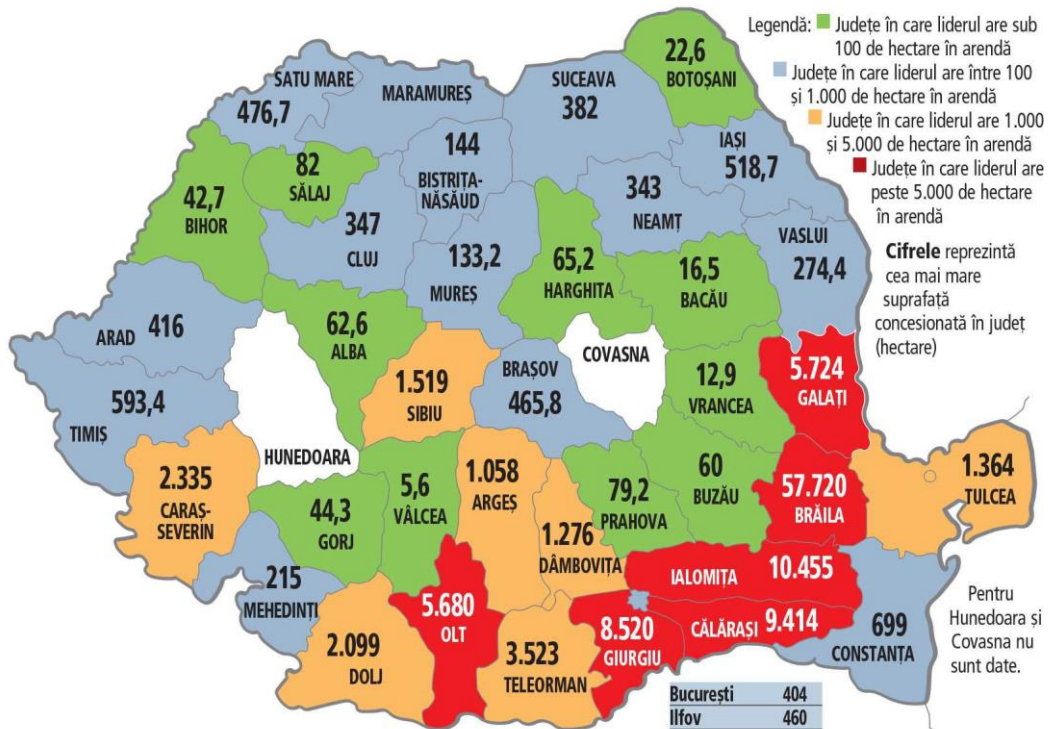 Legendă: Județe în care liderul are sub
100 de hectare în arendă
Județe în care liderul are între 100
și 1.000 de hectare în arendă
Județe în care liderul are 1.000
și 5.000 de hectare în arendă
Județe în care liderul are
peste 5.000 de hectare
în arendă
Cifrele reprezintă
cea mai mare
suprafață
concesionată în județ
(hectare)
22,6
BOTOȘANI
SATU MARE
476,7
MARAMUREȘ
SUCEAVA
382
IAȘI
518,7
144
BISTRIȚA-
NĂSĂUD
82
SĂLAJ
42,7
BIHOR
347
CLUJ
343
NEAMȚ
133,2
MUREȘ
65,2
HARGHITA
16,5
BACĂU
VASLUI
274,4
ARAD 416
62,6
ALBA
593,4
TIMIȘ
HUNEDOARA
1.519
SIBIU
BRAȘOV
465,8
COVASNA
12,9
VRANCEA
5.724
GALAȚI
2.335
CARAȘ-
SEVERIN
44,3
GORJ
5,6
VÂLCEA
1.058
ARGEȘ
1.276
DÂMBOVIȚA
79,2
PRAHOVA
60
BUZĂU
57.720
BRĂILA
1.364
TULCEA
215
MEHEDINȚI
2.099
DOLJ
5.680
OLT
3.523
TELEORMAN
8.520
GIURGIU
IALOMIȚA 10.455
CĂLĂRAȘI 9.414
699
CONSTANȚA
Pentru
Hunedoara și
Covasna nu
sunt date.
București 404
Ilfov 460